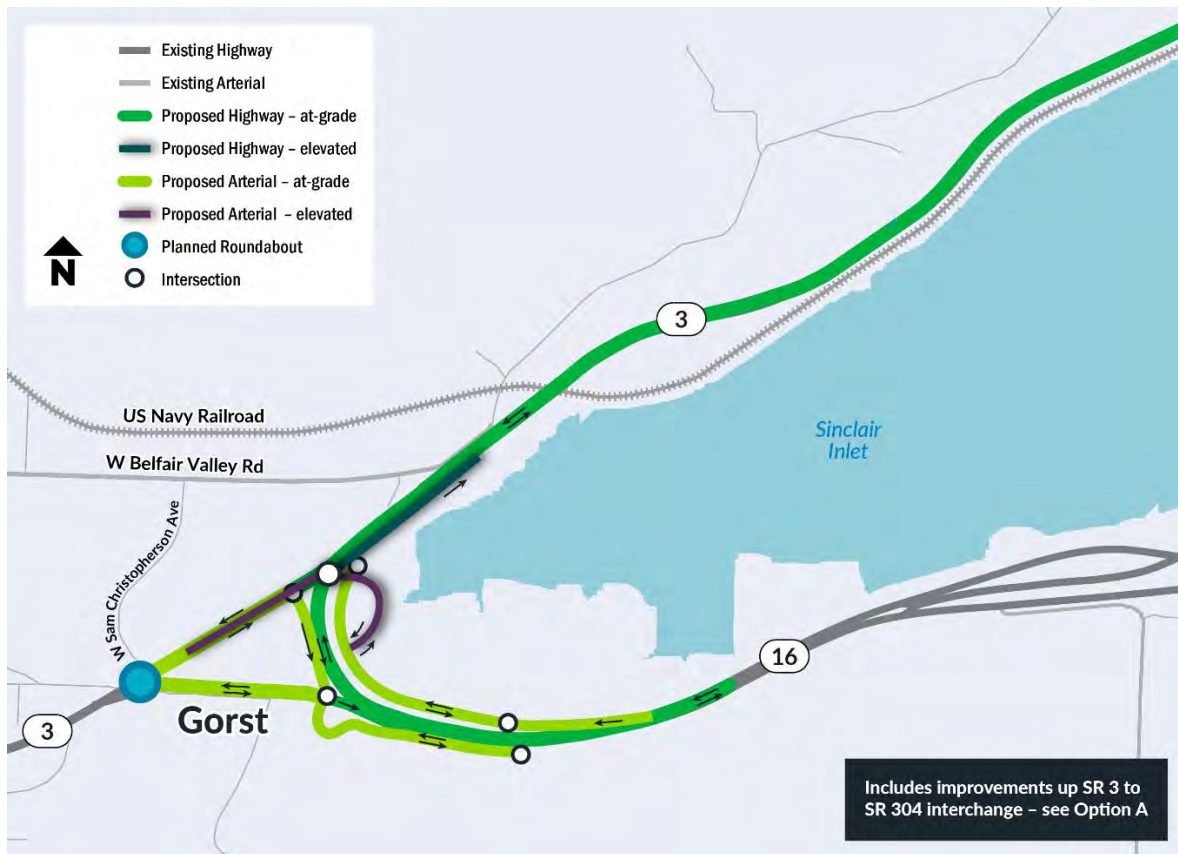 Existing Highway
Existing Arterial
Proposed Highway – at-grade
Proposed Highway – elevated
Proposed Arterial – at-grade
Proposed Arterial – elevated
Planned Roundabout
Intersection
N
3
US Navy Railroad
W Belfair Valley Rd
Sinclair
Inlet
W Sam Christopherson Ave
16
Gorst
3
Includes improvements up SR 3 to
SR 304 interchange – see Option A